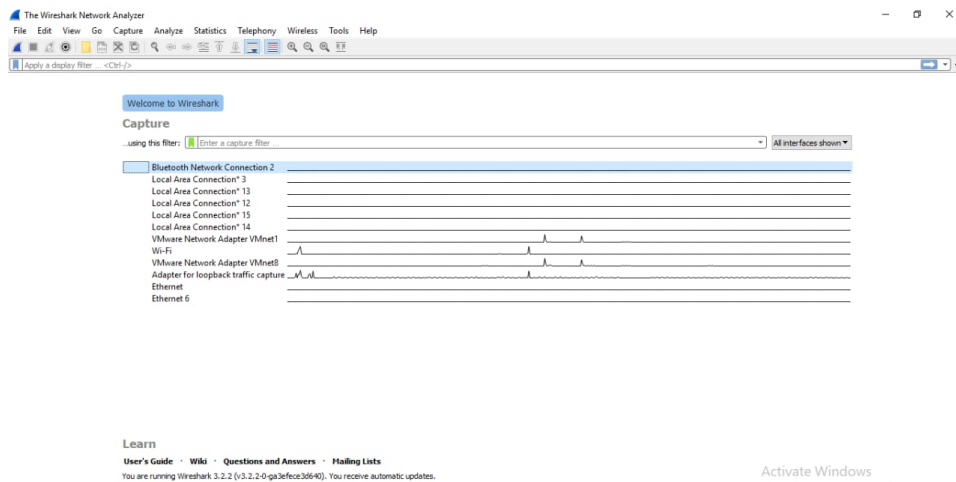 The Wireshark Network Analyzer
File Edit View Go Capture Analyze Statistics Telephony Wireless Tools Help
Apply a display filter ... <Ctrl-/>
Welcome to Wireshark
Capture
...using this filter: Enter a capture filter ... All interfaces shown
Bluetooth Network Connection 2
Local Area Connection* 3
Local Area Connection* 13
Local Area Connection* 12
Local Area Connection* 15
Local Area Connection* 14
VMware Network Adapter VMnet1
Wi-Fi
VMware Network Adapter VMnet8
Adapter for loopback traffic capture
Ethernet
Ethernet 6
Learn
User's Guide · Wiki · Questions and Answers · Mailing Lists
You are running Wireshark 3.2.2 (v3.2.2-0-ga3efece3d640). You receive automatic updates.
Activate Windows